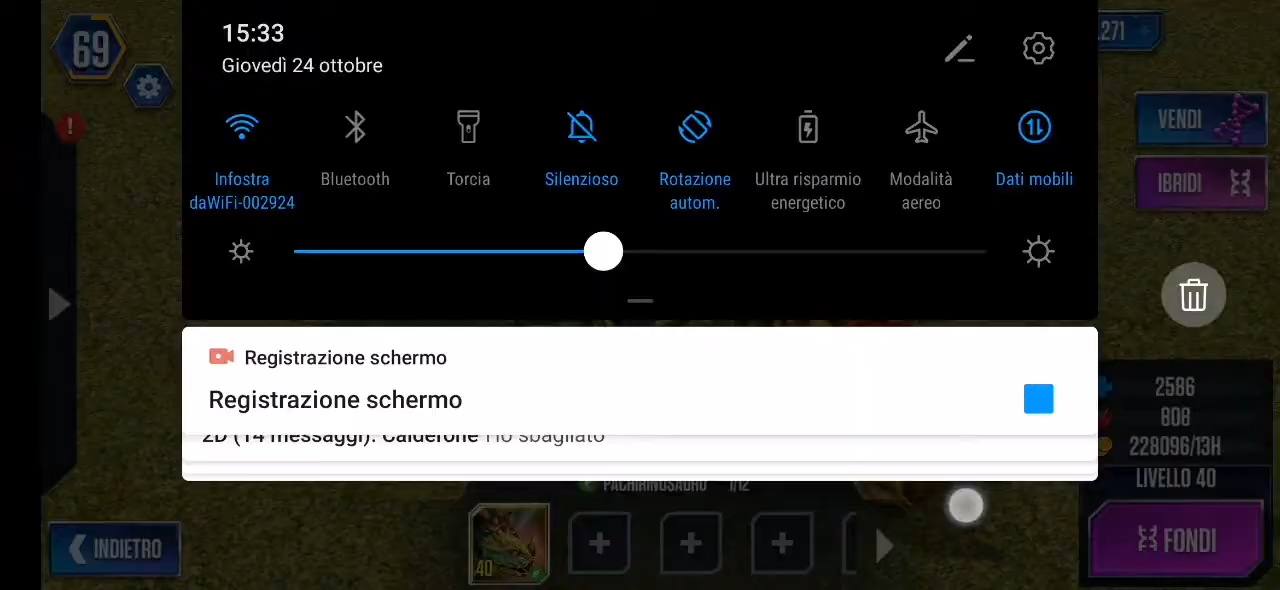 69
15:33
Giovedì 24 ottobre
.271
!
VENDI
IBRIDI
Infostra
daWiFi-002924
Bluetooth
Torcia
Silenzioso
Rotazione
autom.
Ultra risparmio
energetico
Modalità
aereo
Dati mobili
Registrazione schermo
Registrazione schermo
2D (14 messaggi): Calderone Ho sbagliato
2586
808
228096/13H
LIVELLO 40
PACHIRINOSAURO 1/12
INDIETRO
40
FONDI